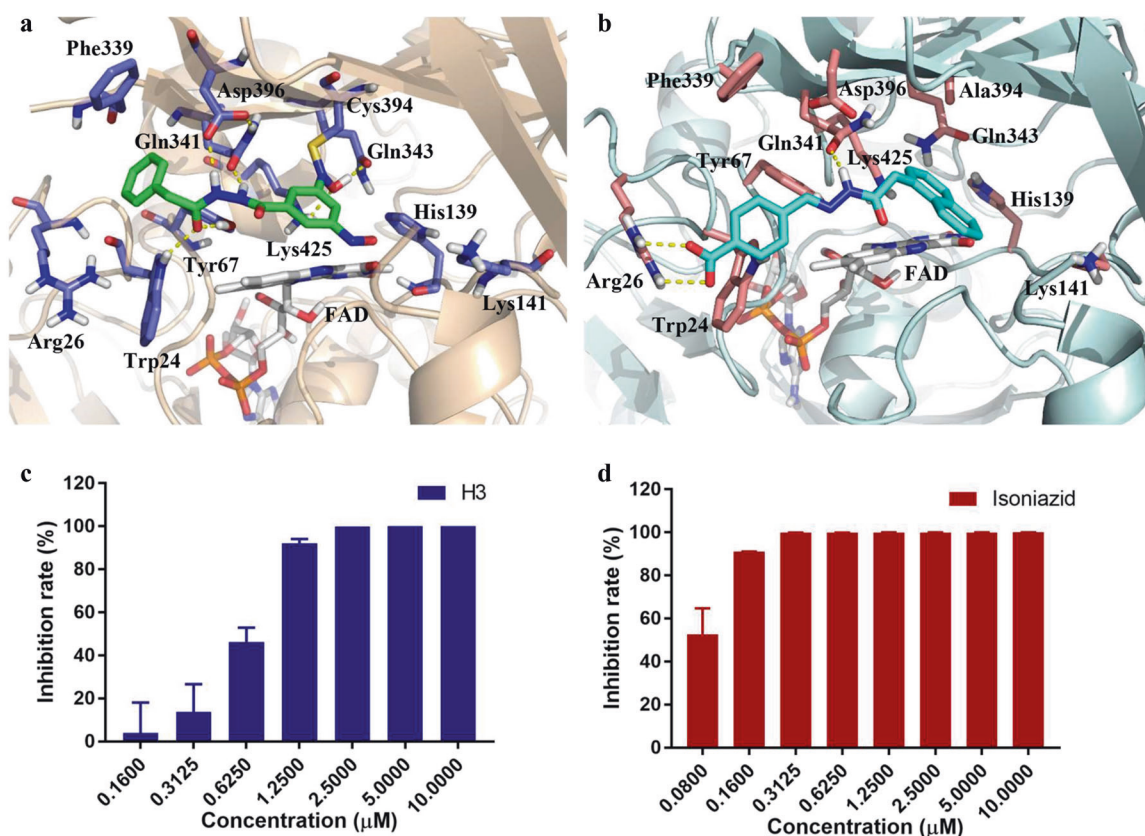 a
Phe339
Asp396
Cys394
Gln341
Gln343
His139
Lys425
Tyr67
Lys141
FAD
Arg26
Trp24
b
Phe339
Asp396
Ala394
Gln341
Gln343
Tyr67
Lys425
His139
Arg26
FAD
Lys141
Trp24
c
H3
Inhibition rate (%)
120
100
80
60
40
20
0
0.1600
0.3125
0.6250
1.2500
2.5000
5.0000
10.0000
Concentration (μM)
d
Isoniazid
Inhibition rate (%)
120
100
80
60
40
20
0
0.0800
0.1600
0.3125
0.6250
1.2500
2.5000
5.0000
10.0000
Concentration (μM)